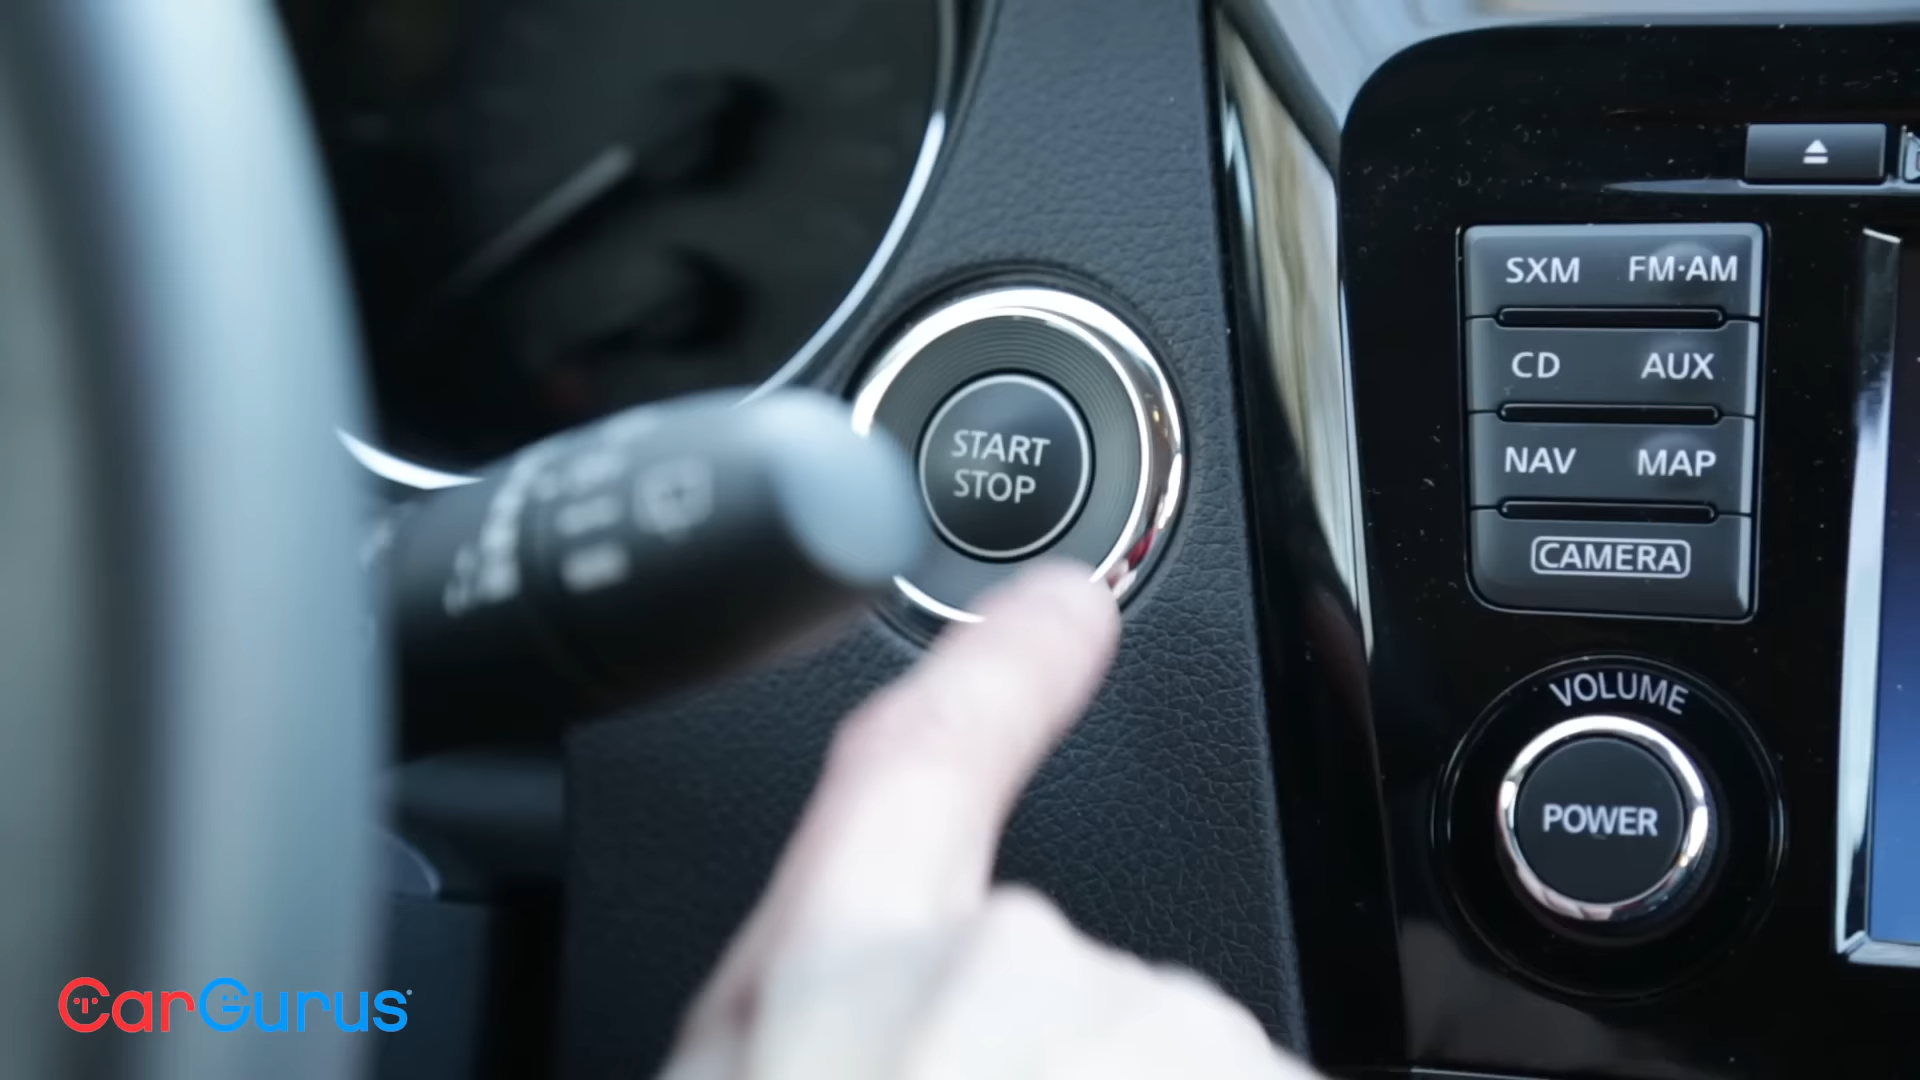 START
STOP
SXM FM·AM
CD AUX
NAV MAP
CAMERA
VOLUME
POWER
CarGurus